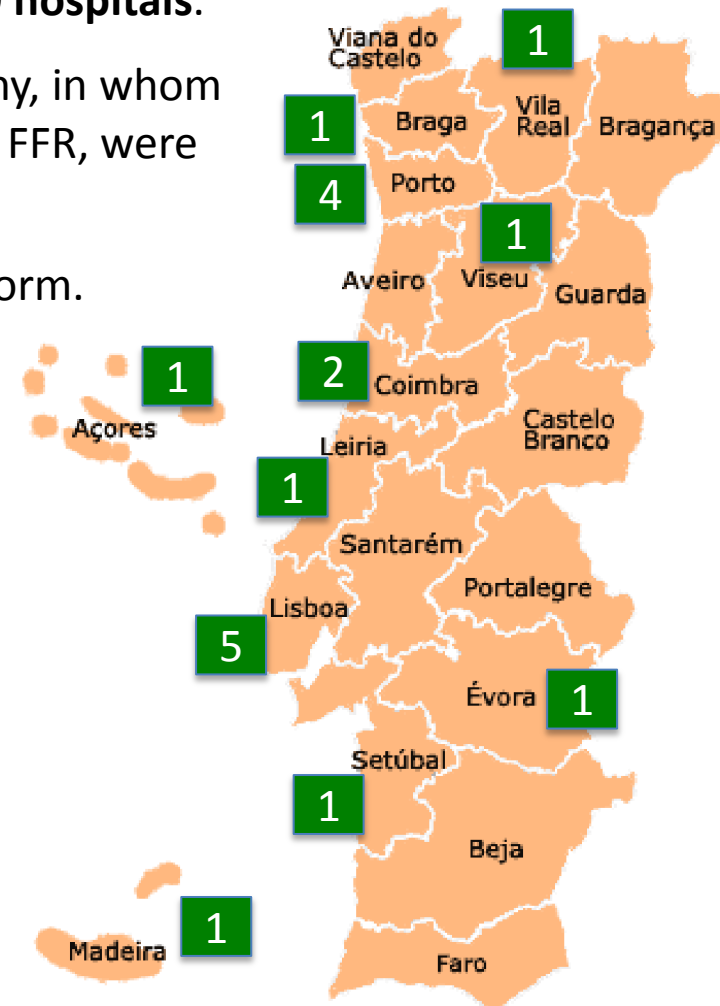 hospitals.
Viana do
Castelo
1
ny, in whom
FFR, were
1
Braga
Vila
Real
Bragança
4
Porto
1
Aveiro
Viseu
Guarda
orm.
1
2
Coimbra
Açores
Castelo
Branco
Leiria
1
Santarém
Portalegre
Lisboa
5
Évora
1
Setúbal
1
Beja
1
Madeira
Faro